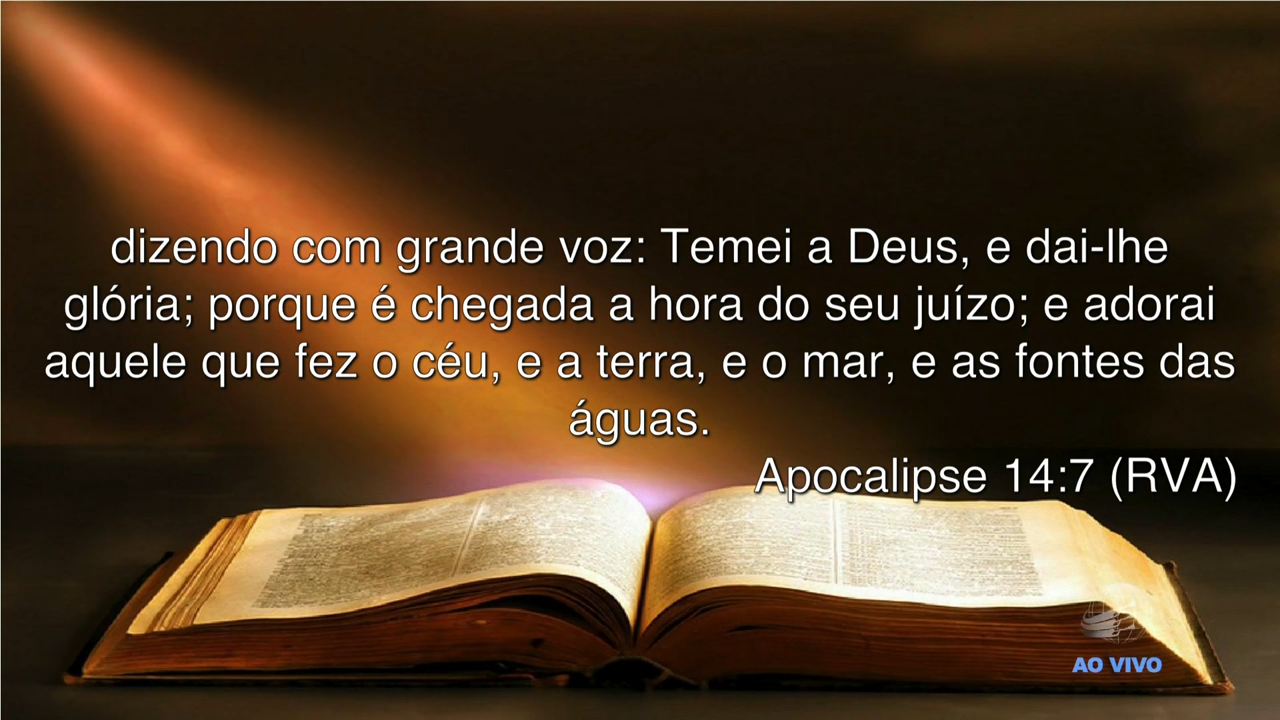 dizendo com grande voz: Temei a Deus, e dai-lhe
glória; porque é chegada a hora do seu juízo; e adorai
aquele que fez o céu, e a terra, e o mar, e as fontes das
águas.
Apocalipse 14:7 (RVA)
AO VIVO